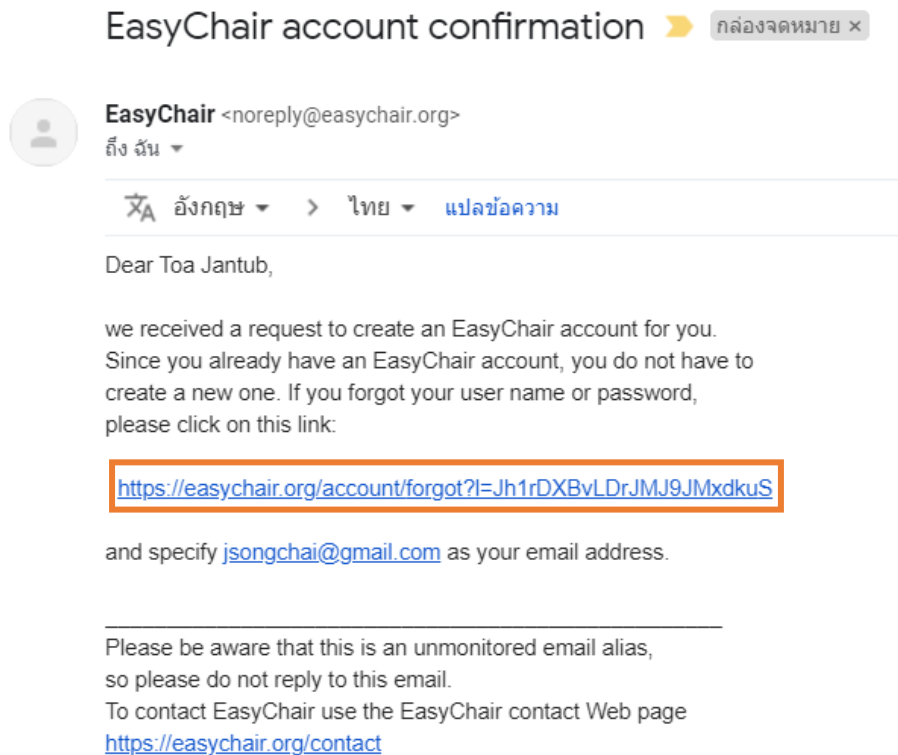 EasyChair account confirmation กล่องจดหมาย ×
EasyChair <noreply@easychair.org>
ถึง ฉัน
อังกฤษ > ไทย แปลข้อความ
Dear Toa Jantub,
we received a request to create an EasyChair account for you.
Since you already have an EasyChair account, you do not have to
create a new one. If you forgot your user name or password,
please click on this link:
https://easychair.org/account/forgot?l=Jh1rDXBvLDrJMJ9JMxdkuS
and specify jsongchai@gmail.com as your email address.
Please be aware that this is an unmonitored email alias,
so please do not reply to this email.
To contact EasyChair use the EasyChair contact Web page
https://easychair.org/contact